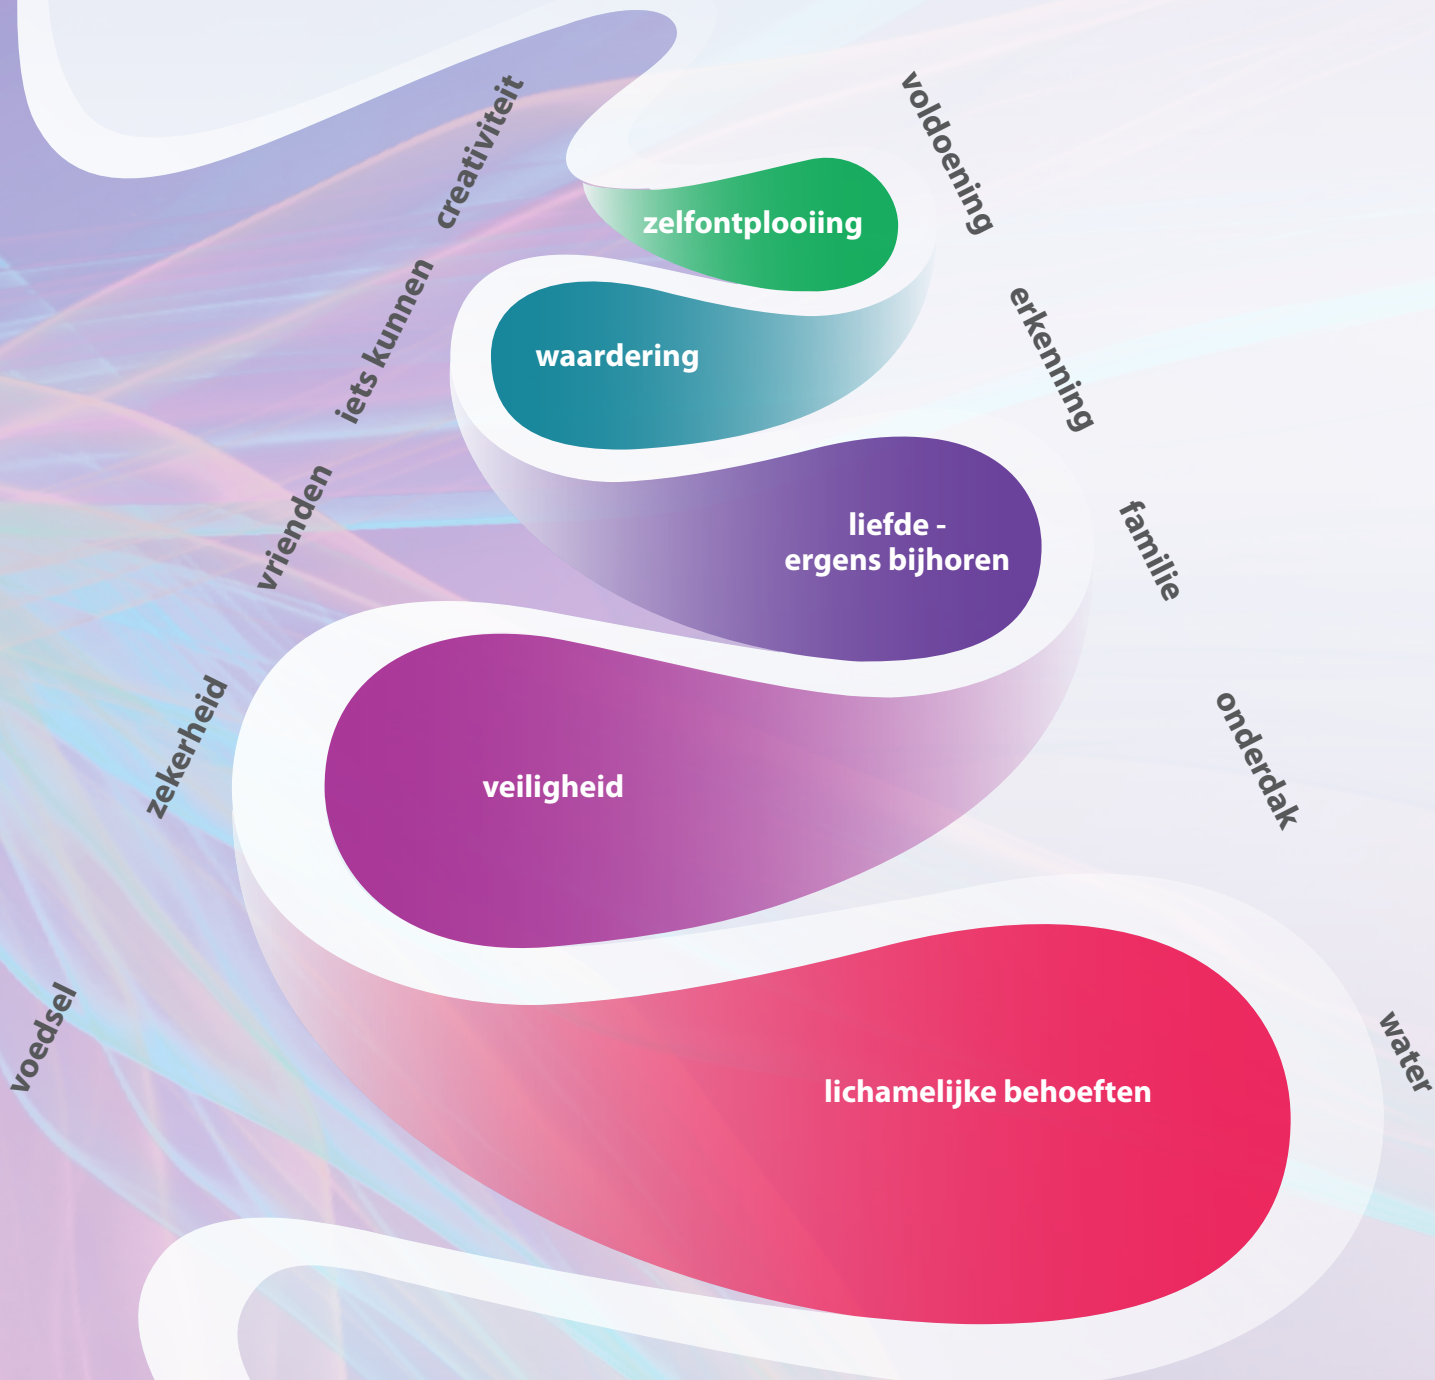 creativiteit
voldoening
zelfontplooiing
iets kunnen
erkenning
waardering
vrienden
familie
liefde -
ergens bijhoren
zekerheid
onderdak
veiligheid
voedsel
water
lichamelijke behoeften